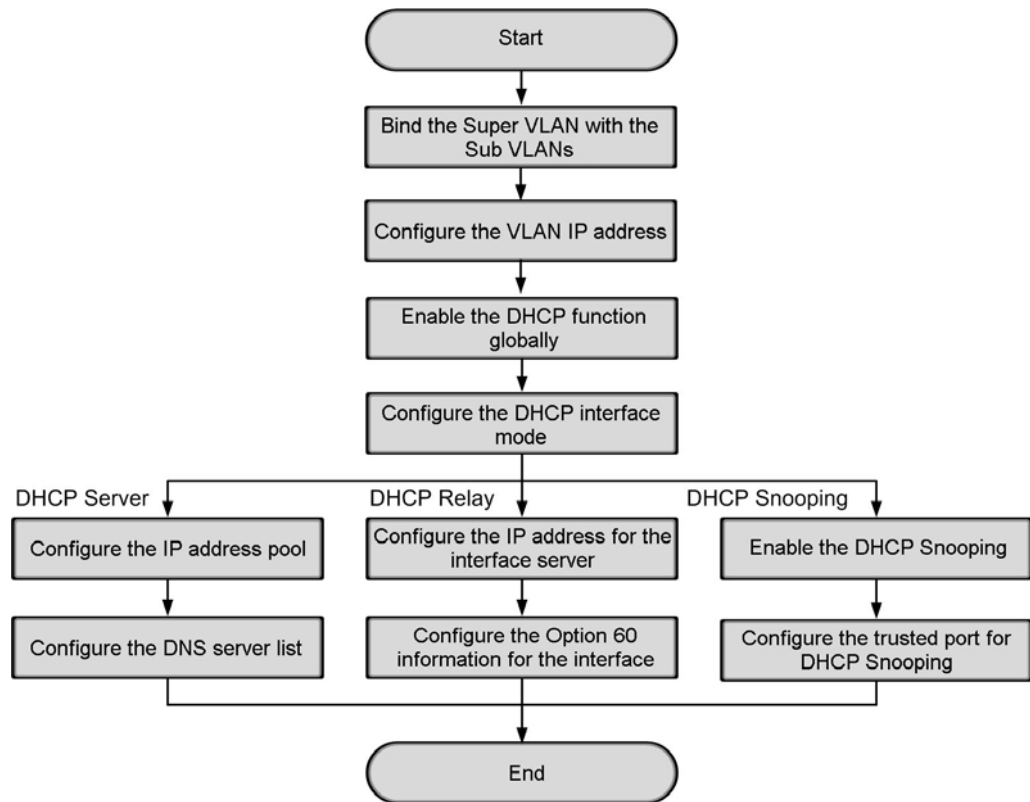 Start
Bind the Super VLAN with the
Sub VLANs
Configure the VLAN IP address
Enable the DHCP function
globally
Configure the DHCP interface
mode
DHCP Server
DHCP Relay
DHCP Snooping
Configure the IP address pool
Configure the IP address for the
interface server
Enable the DHCP Snooping
Configure the DNS server list
Configure the Option 60
information for the interface
Configure the trusted port for
DHCP Snooping
End